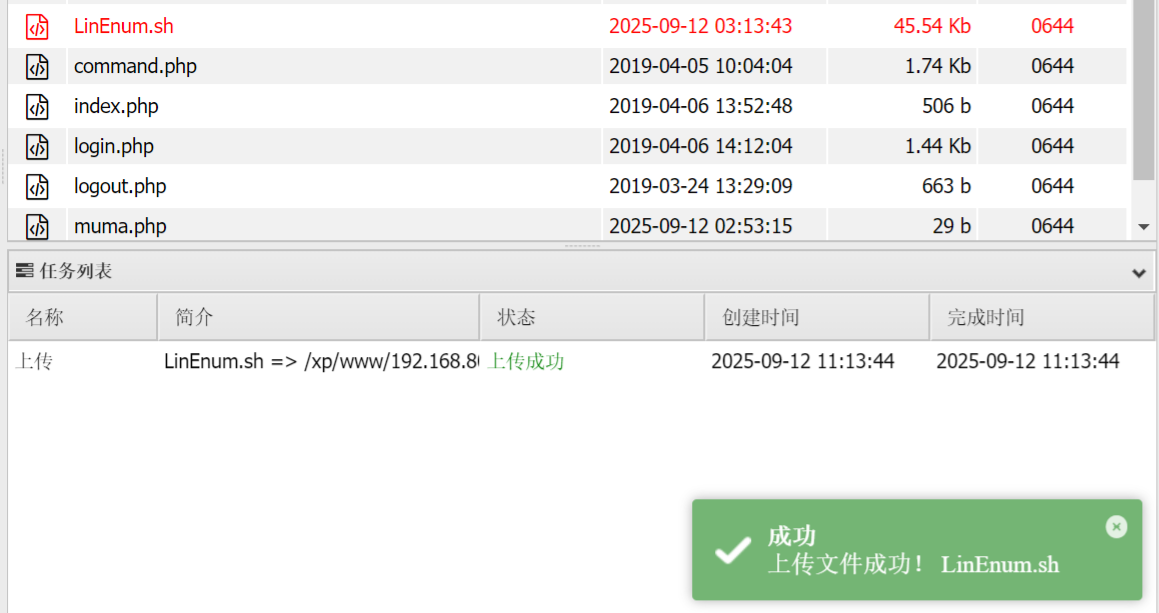 LinEnum.sh 2025-09-12 03:13:43 45.54 Kb 0644
command.php 2019-04-05 10:04:04 1.74 Kb 0644
index.php 2019-04-06 13:52:48 506 b 0644
login.php 2019-04-06 14:12:04 1.44 Kb 0644
logout.php 2019-03-24 13:29:09 663 b 0644
muma.php 2025-09-12 02:53:15 29 b 0644
任务列表
名称 简介 状态 创建时间 完成时间
上传 LinEnum.sh => /xp/www/192.168.8 上传成功 2025-09-12 11:13:44 2025-09-12 11:13:44
成功
上传文件成功! LinEnum.sh